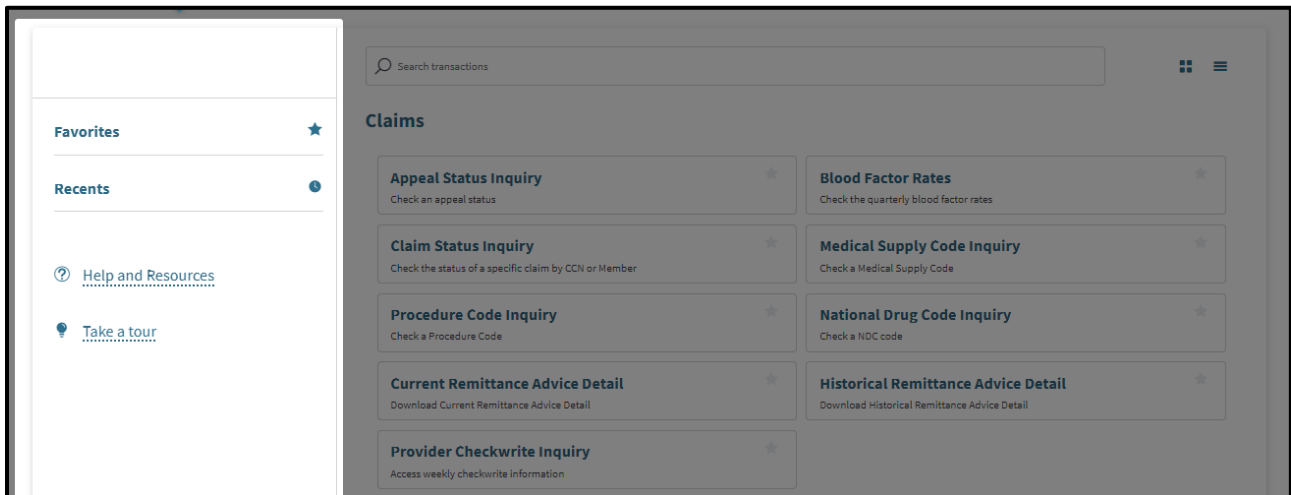 Favorites
Recents
Help and Resources
Take a tour
Search transactions
Claims
Appeal Status Inquiry
Check an appeal status
Blood Factor Rates
Check the quarterly blood factor rates
Claim Status Inquiry
Check the status of a specific claim by CCN or Member
Medical Supply Code Inquiry
Check a Medical Supply Code
Procedure Code Inquiry
Check a Procedure Code
National Drug Code Inquiry
Check a NDC code
Current Remittance Advice Detail
Download Current Remittance Advice Detail
Historical Remittance Advice Detail
Download Historical Remittance Advice Detail
Provider Checkwrite Inquiry
Access weekly checkwrite information